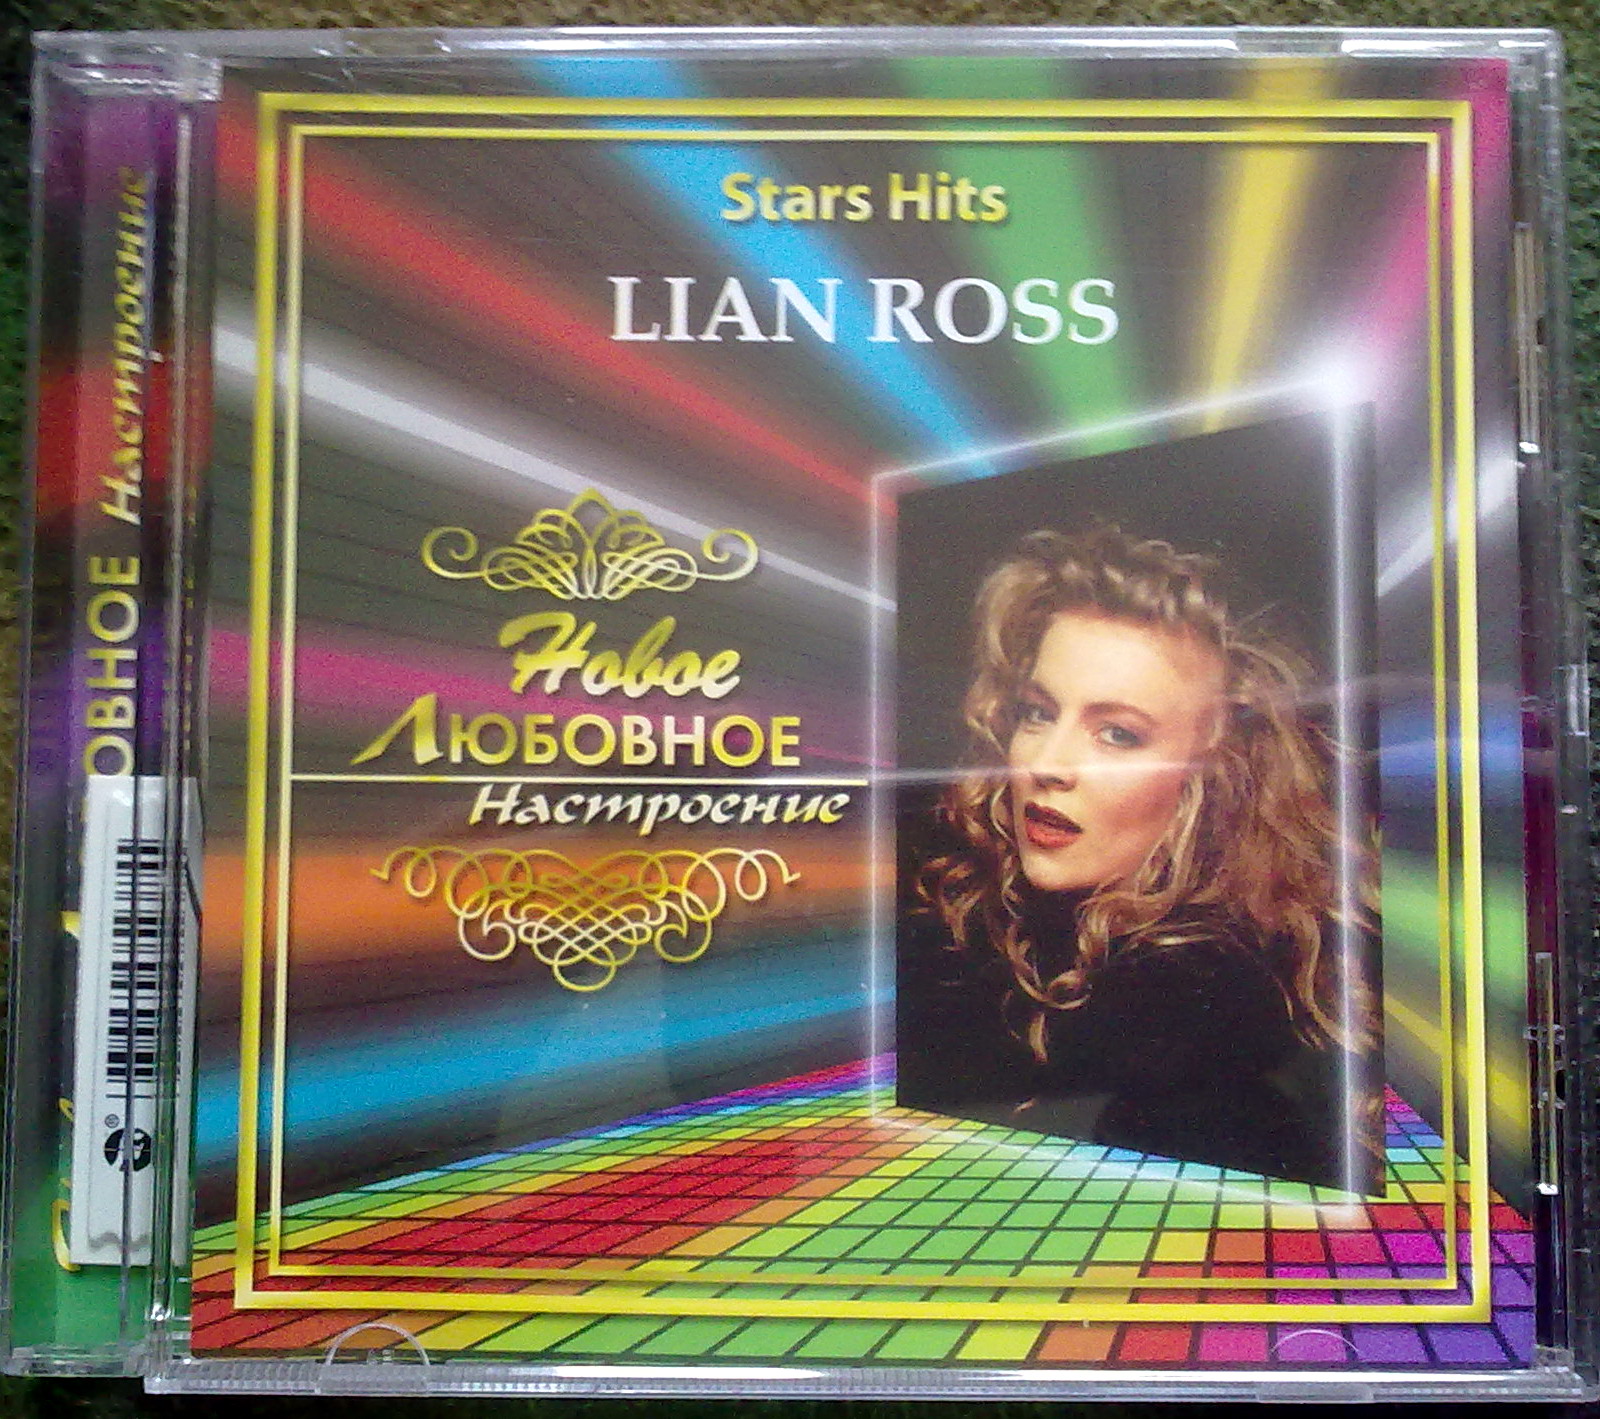 Stars Hits
LIAN ROSS
Новое
ЛЮБОВНОЕ
Настроение
ОВНОЕ Настроение